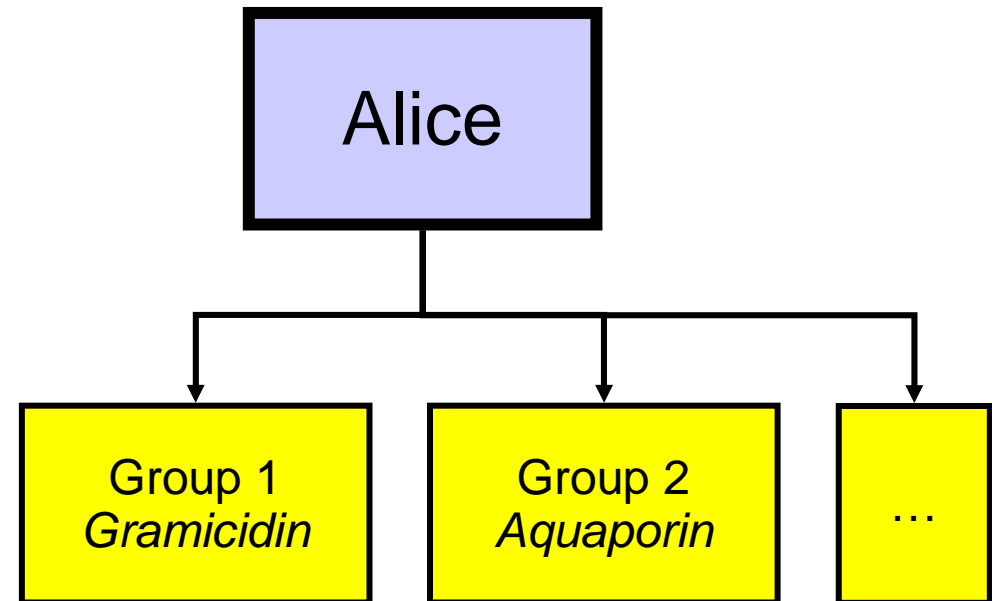 Alice
Group 1
Gramicidin
Group 2
Aquaporin
…